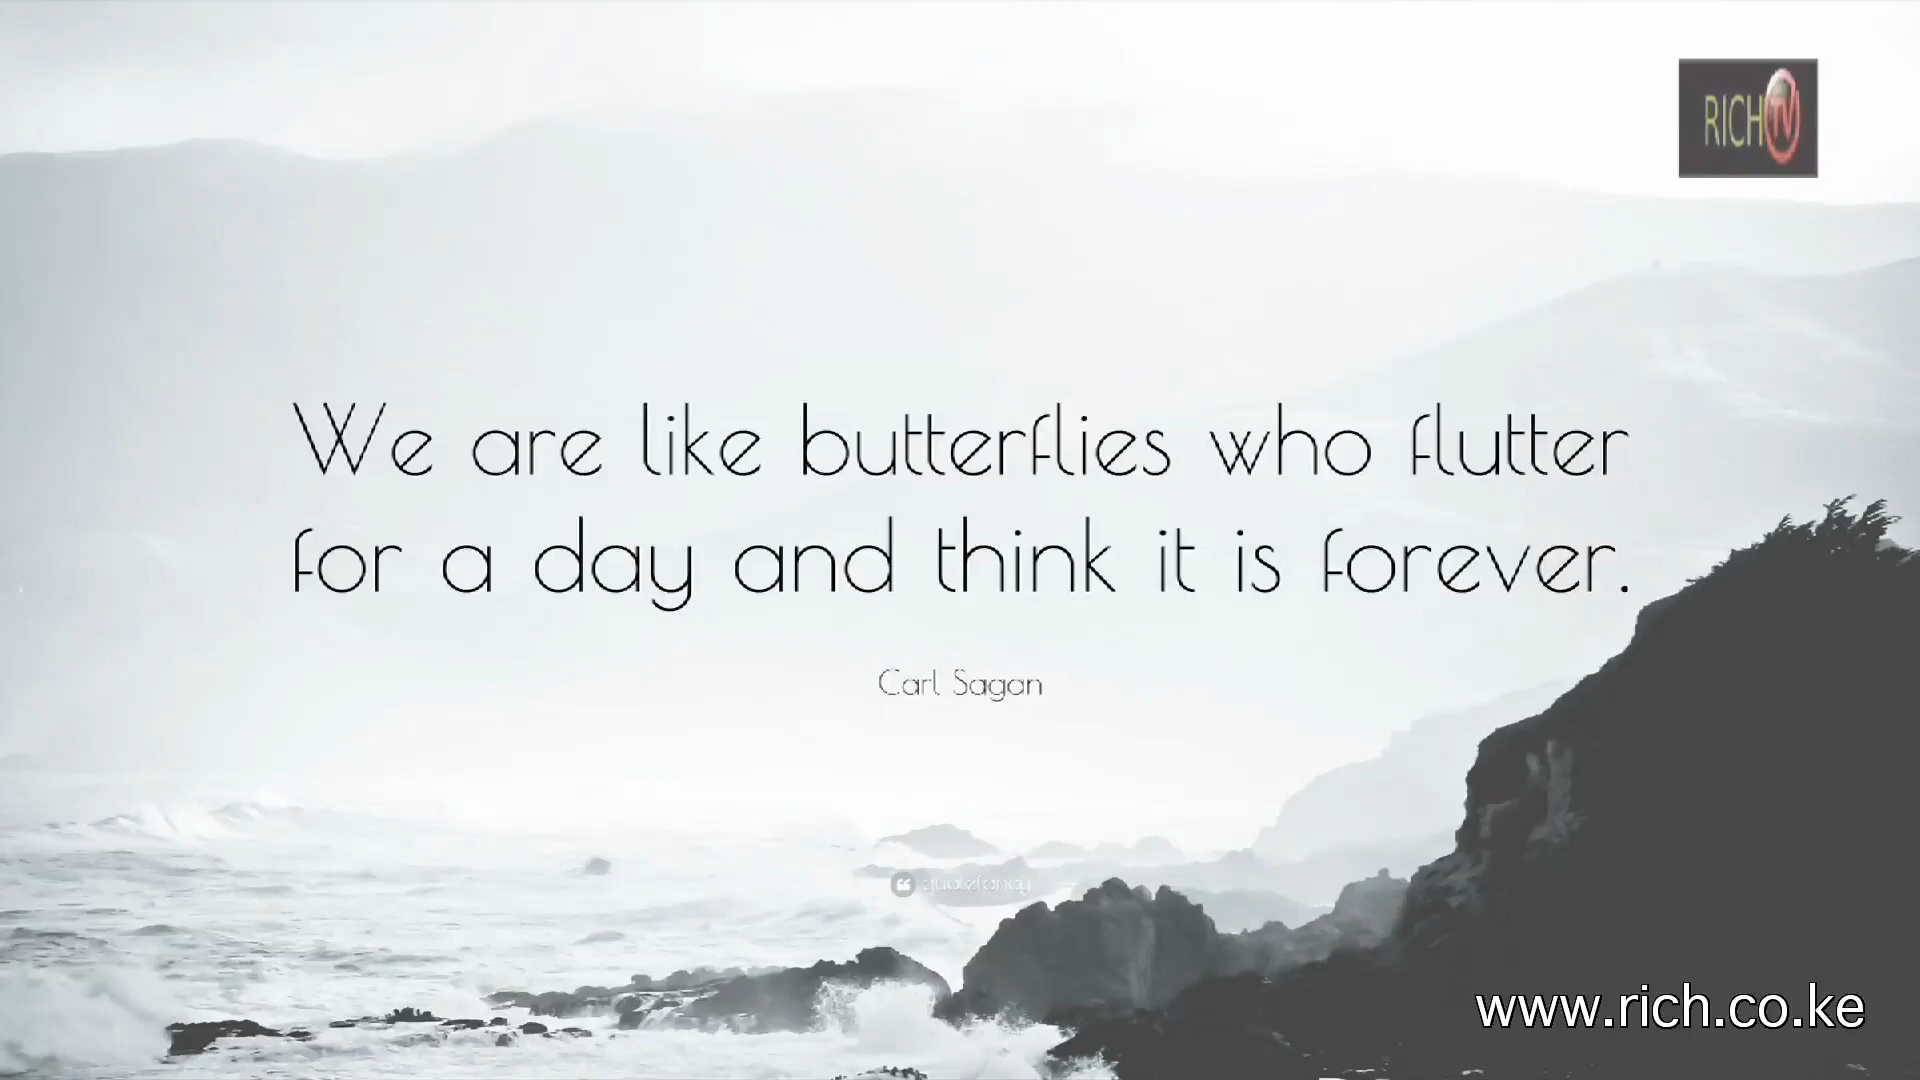 RICH TV
We are like butterflies who flutter
for a day and think it is forever.
Carl Sagan
quotefancy
www.rich.co.ke